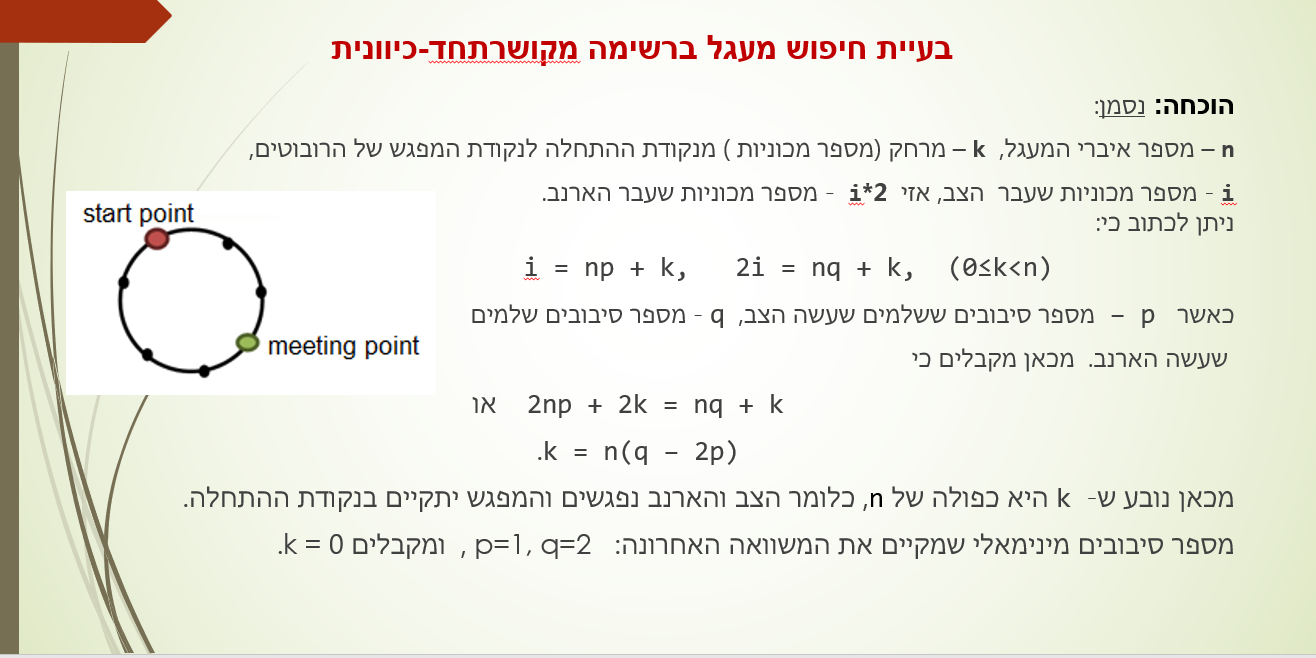 בעיית חיפוש מעגל ברשימה מקושרתחד-כיוונית
הוכחה: נסמן:
n – מספר איברי המעגל, k – מרחק (מספר מכוניות ) מנקודת ההתחלה לנקודת המפגש של הרובוטים,
i - מספר מכוניות שעבר הצב, אזי i*2 - מספר מכוניות שעבר הארנב.
ניתן לכתוב כי:
i = np + k, 2i = nq + k, (0≤k<n)
כאשר p – מספר סיבובים ששלמים שעשה הצב, q - מספר סיבובים שלמים
שעשה הארנב. מכאן מקבלים כי
2np + 2k = nq + k או
k = n(q – 2p).
מכאן נובע ש- k היא כפולה של n, כלומר הצב והארנב נפגשים והמפגש יתקיים בנקודת ההתחלה.
מספר סיבובים מינימאלי שמקיים את המשוואה האחרונה: p=1, q=2 , ומקבלים k = 0.
start point
meeting point